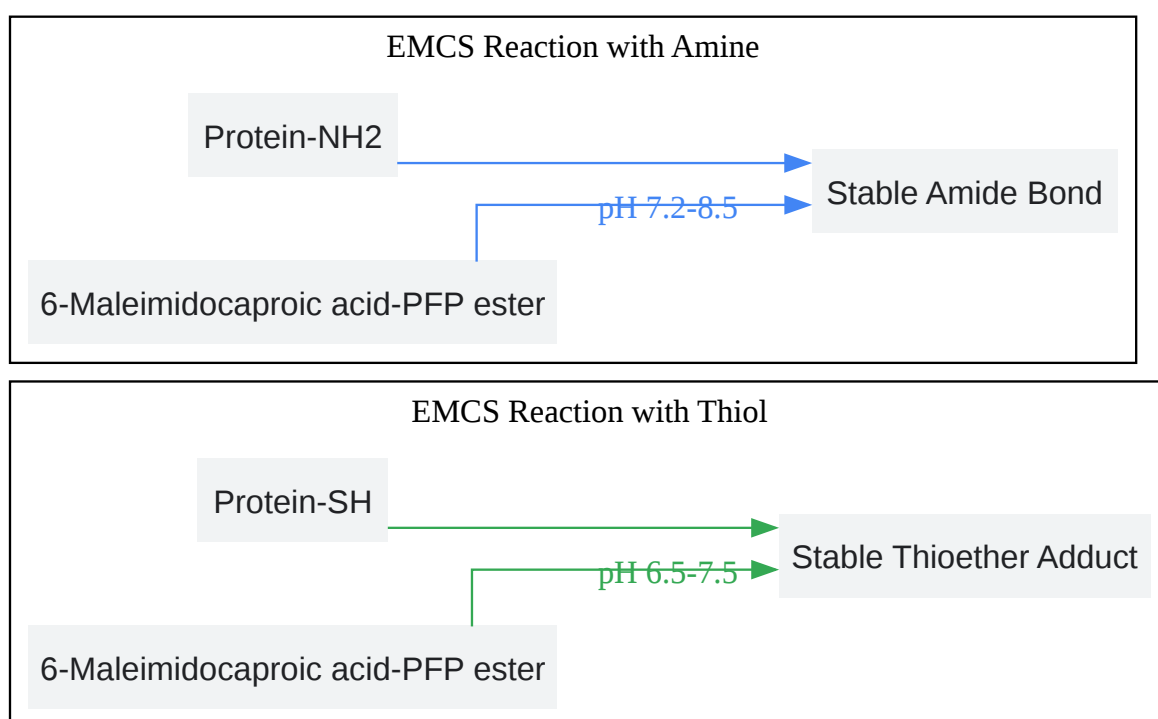 EMCS Reaction with Amine
Protein-NH2
Stable Amide Bond
pH 7.2-8.5
6-Maleimidocaproic acid-PFP ester
EMCS Reaction with Thiol
Protein-SH
Stable Thioether Adduct
pH 6.5-7.5
6-Maleimidocaproic acid-PFP ester